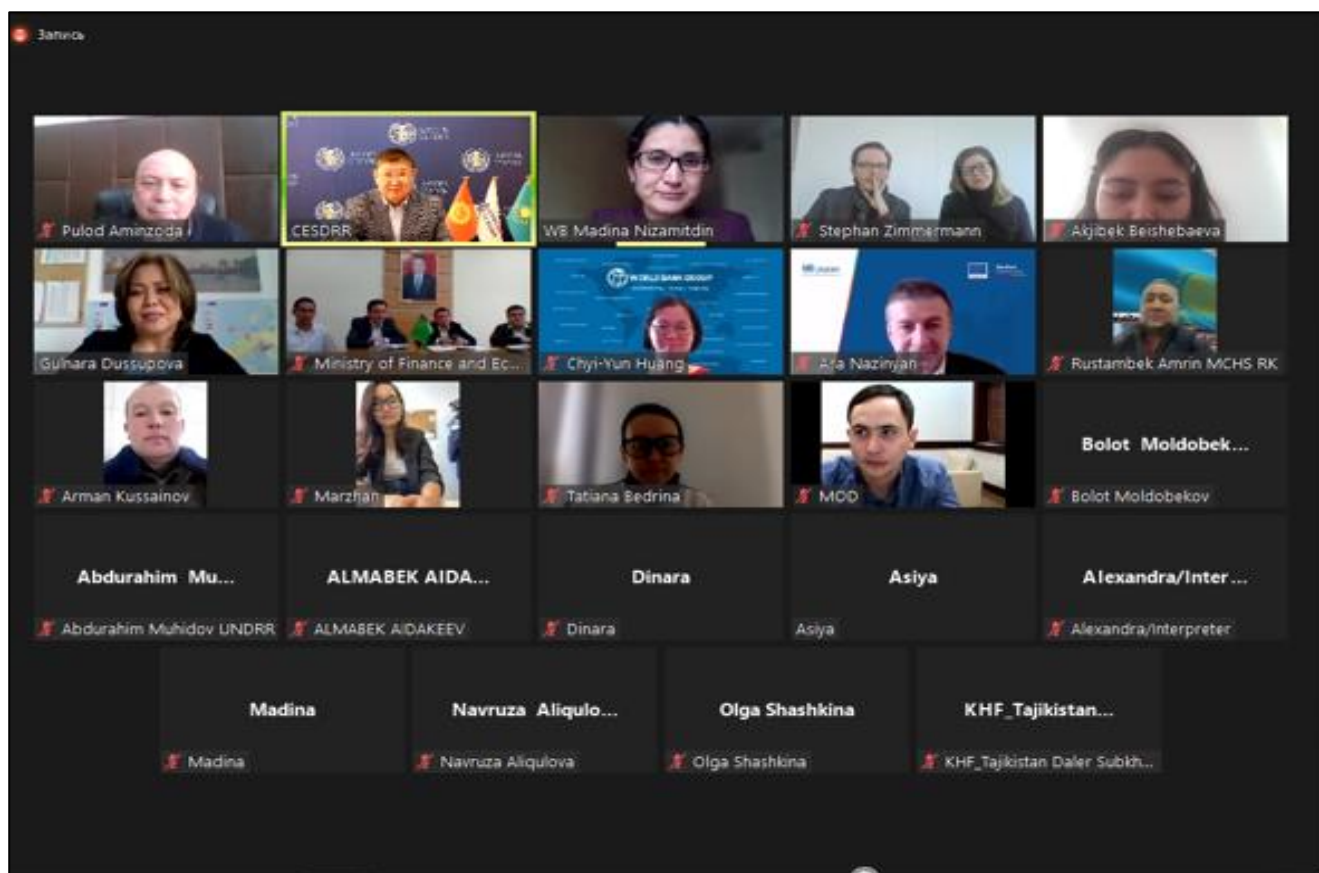 Запись
Pulod Aminzoda
CESDRR
WB Madina Nizamitdin
Stephan Zimmermann
Akjibek Beishebaeva
Gulnara Dussupova
Ministry of Finance and Ec...
WORLD BANK GROUP
Chyi-Yun Huang
Ara Nazinyan
Rustambek Amrin MCHS RK
Arman Kussainov
Marzhan
Tatiana Bedrina
MOD
Bolot Moldobek...
Bolot Moldobekov
Abdurahim Mu...
Abdurahim Muhidov UNDRR
ALMABEK AIDA...
ALMABEK AIDAKEEV
Dinara
Dinara
Asiya
Asiya
Alexandra/Inter...
Alexandra/Interpreter
Madina
Madina
Navruza Aliqulo...
Navruza Aliqulova
Olga Shashkina
Olga Shashkina
KHF_Tajikistan...
KHF_Tajikistan Daler Subkh...